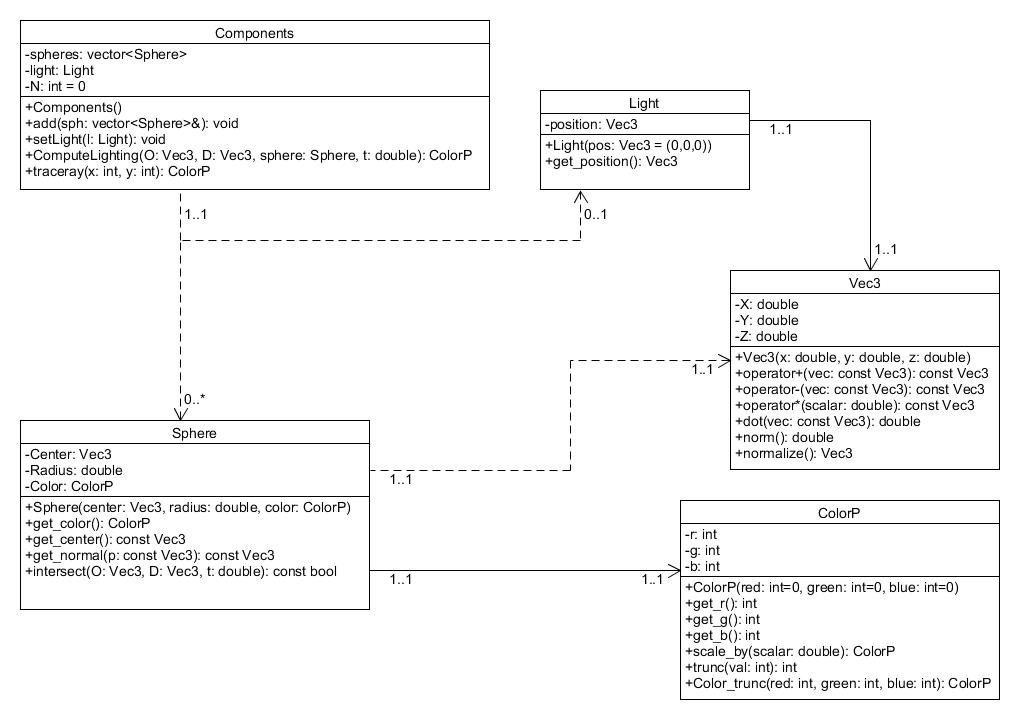 Components
-spheres: vector<Sphere>
-light: Light
-N: int = 0
+Components()
+add(sph: vector<Sphere>&): void
+setLight(l: Light): void
+ComputeLighting(O: Vec3, D: Vec3, sphere: Sphere, t: double): ColorP
+traceray(x: int, y: int): ColorP
Light
-position: Vec3
+Light(pos: Vec3 = (0,0,0))
+get_position(): Vec3
1..1
1..1
0..1
1..1
Vec3
-X: double
-Y: double
-Z: double
+Vec3(x: double, y: double, z: double)
+operator+(vec: const Vec3): const Vec3
+operator-(vec: const Vec3): const Vec3
+operator*(scalar: double): const Vec3
+dot(vec: const Vec3): double
+norm(): double
+normalize(): Vec3
1..1
0..*
Sphere
-Center: Vec3
-Radius: double
-Color: ColorP
+Sphere(center: Vec3, radius: double, color: ColorP)
+get_color(): ColorP
+get_center(): const Vec3
+get_normal(p: const Vec3): const Vec3
+intersect(O: Vec3, D: Vec3, t: double): const bool
1..1
1..1
1..1
ColorP
-r: int
-g: int
-b: int
+ColorP(red: int=0, green: int=0, blue: int=0)
+get_r(): int
+get_g(): int
+get_b(): int
+scale_by(scalar: double): ColorP
+trunc(val: int): int
+Color_trunc(red: int, green: int, blue: int): ColorP